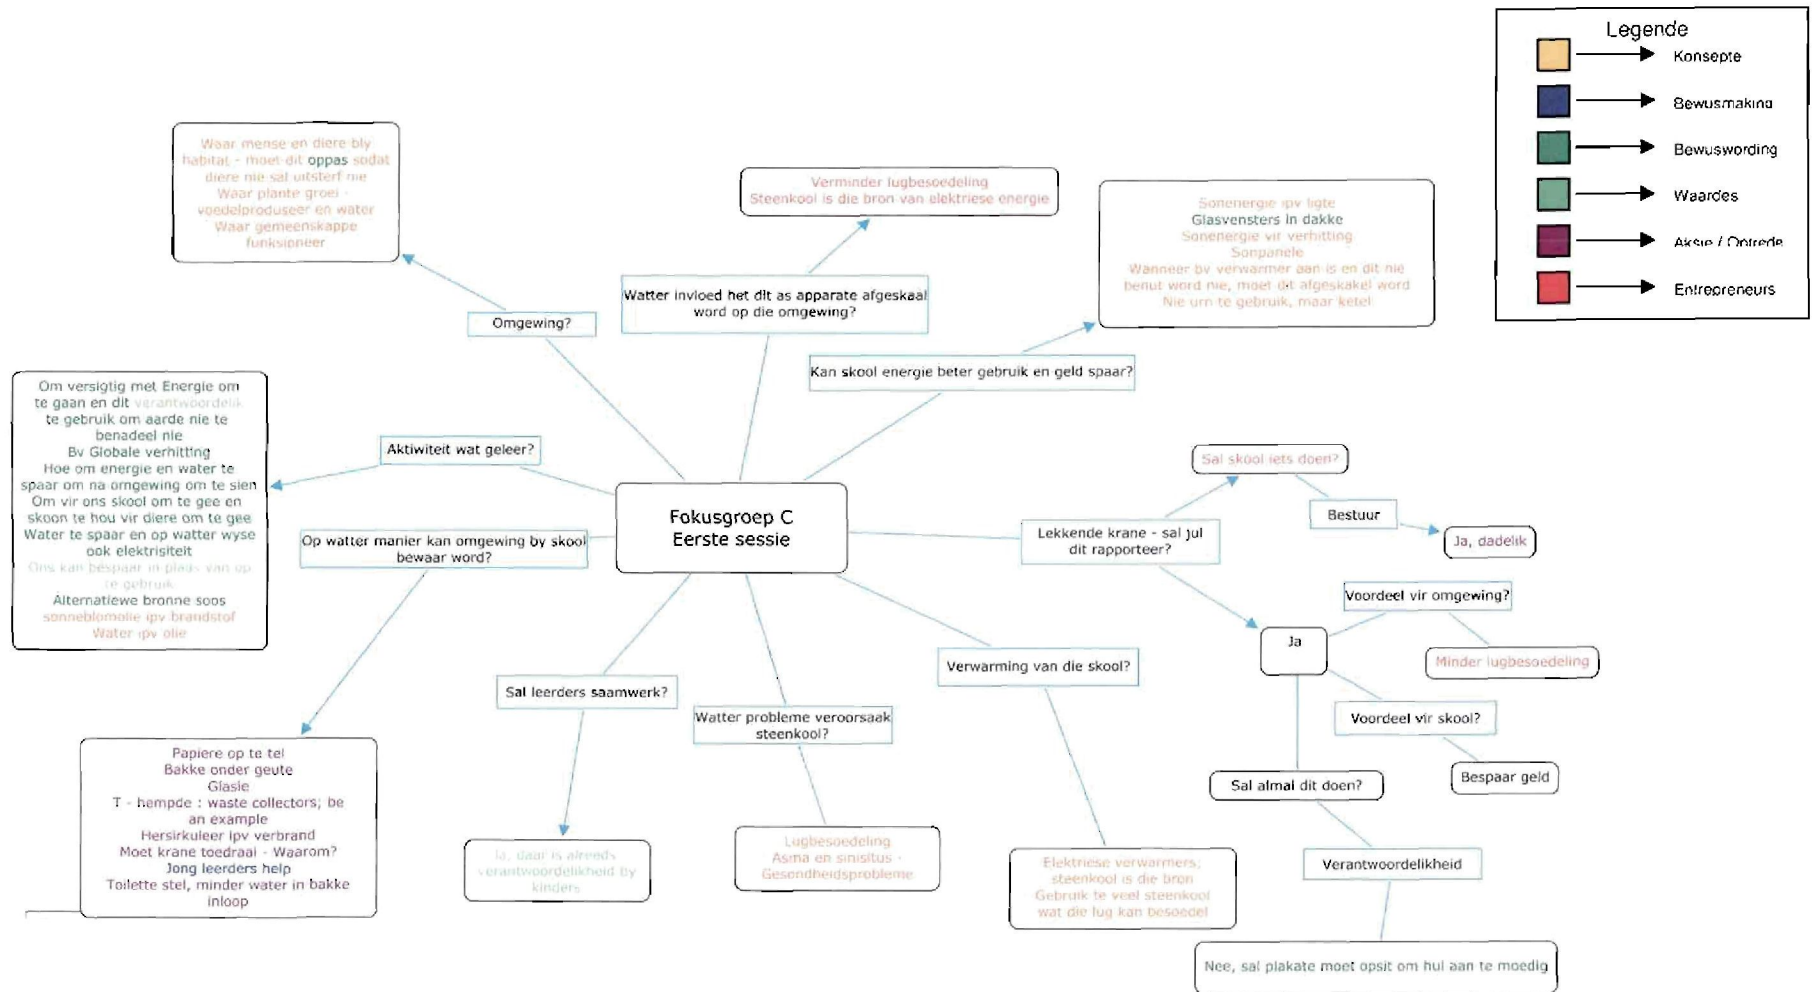 Legende
Konsepte
Bewusmaking
Bewuswording
Waardes
Aksie / Optrede
Entrepreneurs
Waar mense en diere bly
habitat - moet dit oppas sodat
diere nie sal uitsterf nie
Waar plante groei -
voedelproduseer en water
Waar gemeenskappe
funksioneer
Omgewing?
Verminder lugbesoedeling
Steenkool is die bron van elektriese energie
Watter invloed het dit as apparate afgeskaal
word op die omgewing?
Sonenergie ipv ligte
Glasvensters in dakke
Sonenergie vir verhitting
Sonpanele
Wanneer bv verwarmer aan is en dit nie
benut word nie, moet dit afgeskakel word
Nie urn te gebruik, maar ketel
Kan skool energie beter gebruik en geld spaar?
Om versigtig met Energie om
te gaan en dit verantwoordelik
te gebruik om aarde nie te
benadeel nie
Bv Globale verhitting
Hoe om energie en water te
spaar om na omgewing om te sien
Om vir ons skool om te gee en
skoon te hou vir diere om te gee
Water te spaar en op watter wyse
ook elektrisiteit
Ons kan bespaar in plaas van op
te gebruik
Alternatiewe bronne soos
sonneblomolie ipv brandstof
Water ipv olie
Aktiwiteit wat geleer?
Op watter manier kan omgewing by skool
bewaar word?
Fokusgroep C
Eerste sessie
Lekkende krane - sal jul
dit rapporteer?
Sal skool iets doen?
Bestuur
Ja, dadelik
Voordeel vir omgewing?
Ja
Minder lugbesoedeling
Voordeel vir skool?
Bespaar geld
Sal almal dit doen?
Verantwoordelikheid
Nee, sal plakate moet opsit om hul aan te moedig
Verwarming van die skool?
Elektriese verwarmers;
steenkool is die bron
Gebruik te veel steenkool
wat die lug kan besoedel
Watter probleme veroorsaak
steenkool?
Lugbesoedeling
Asma en sinisitus -
Gesondheidsprobleme
Sal leerders saamwerk?
Ja, daar is alreeds
verantwoordelikheid by
kinders
Papiere op te tel
Bakke onder geute
Glasie
T - hempde : waste collectors; be
an example
Hersirkuleer ipv verbrand
Moet krane toedraai - Waarom?
Jong leerders help
Toilette stel, minder water in bakke
inloop